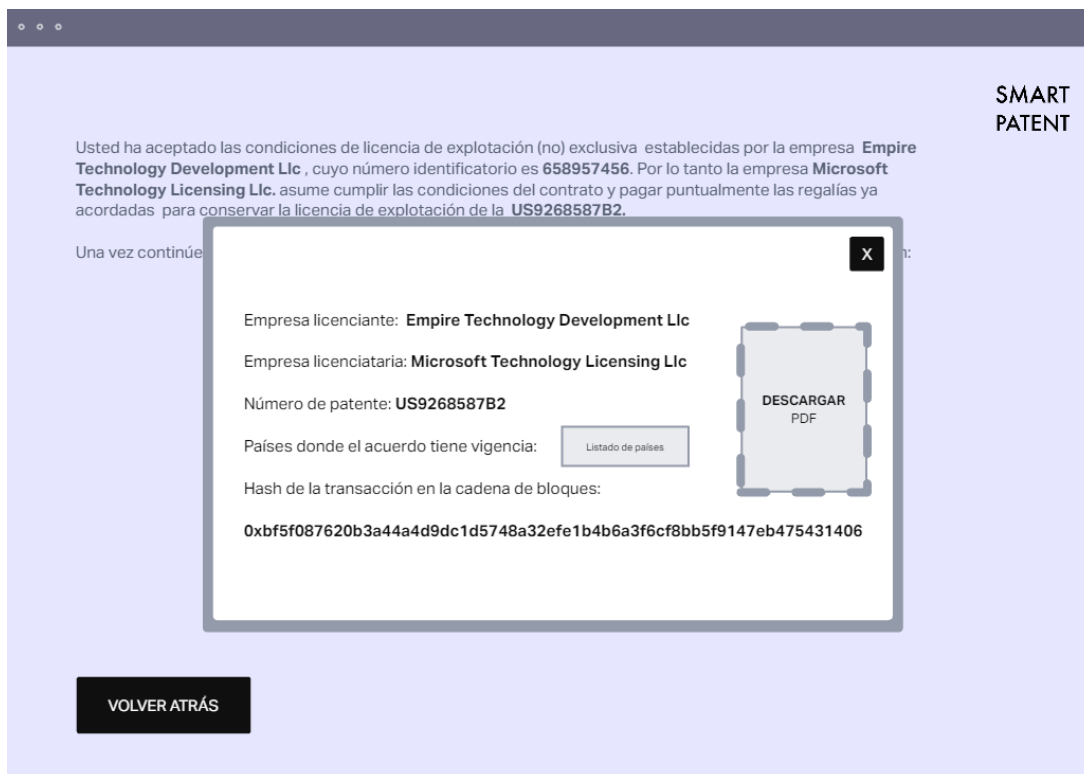 SMART
PATENT
Usted ha aceptado las condiciones de licencia de explotación (no) exclusiva establecidas por la empresa Empire
Technology Development Llc , cuyo número identificatorio es 658957456. Por lo tanto la empresa Microsoft
Technology Licensing Llc. asume cumplir las condiciones del contrato y pagar puntualmente las regalías ya
acordadas para conservar la licencia de explotación de la US9268587B2.
Una vez continúe
X
Empresa licenciante: Empire Technology Development Llc
Empresa licenciataria: Microsoft Technology Licensing Llc
Número de patente: US9268587B2
DESCARGAR
PDF
Países donde el acuerdo tiene vigencia:
Listado de países
Hash de la transacción en la cadena de bloques:
0xbf5f087620b3a44a4d9dc1d5748a32efe1b4b6a3f6cf8bb5f9147eb475431406
VOLVER ATRÁS